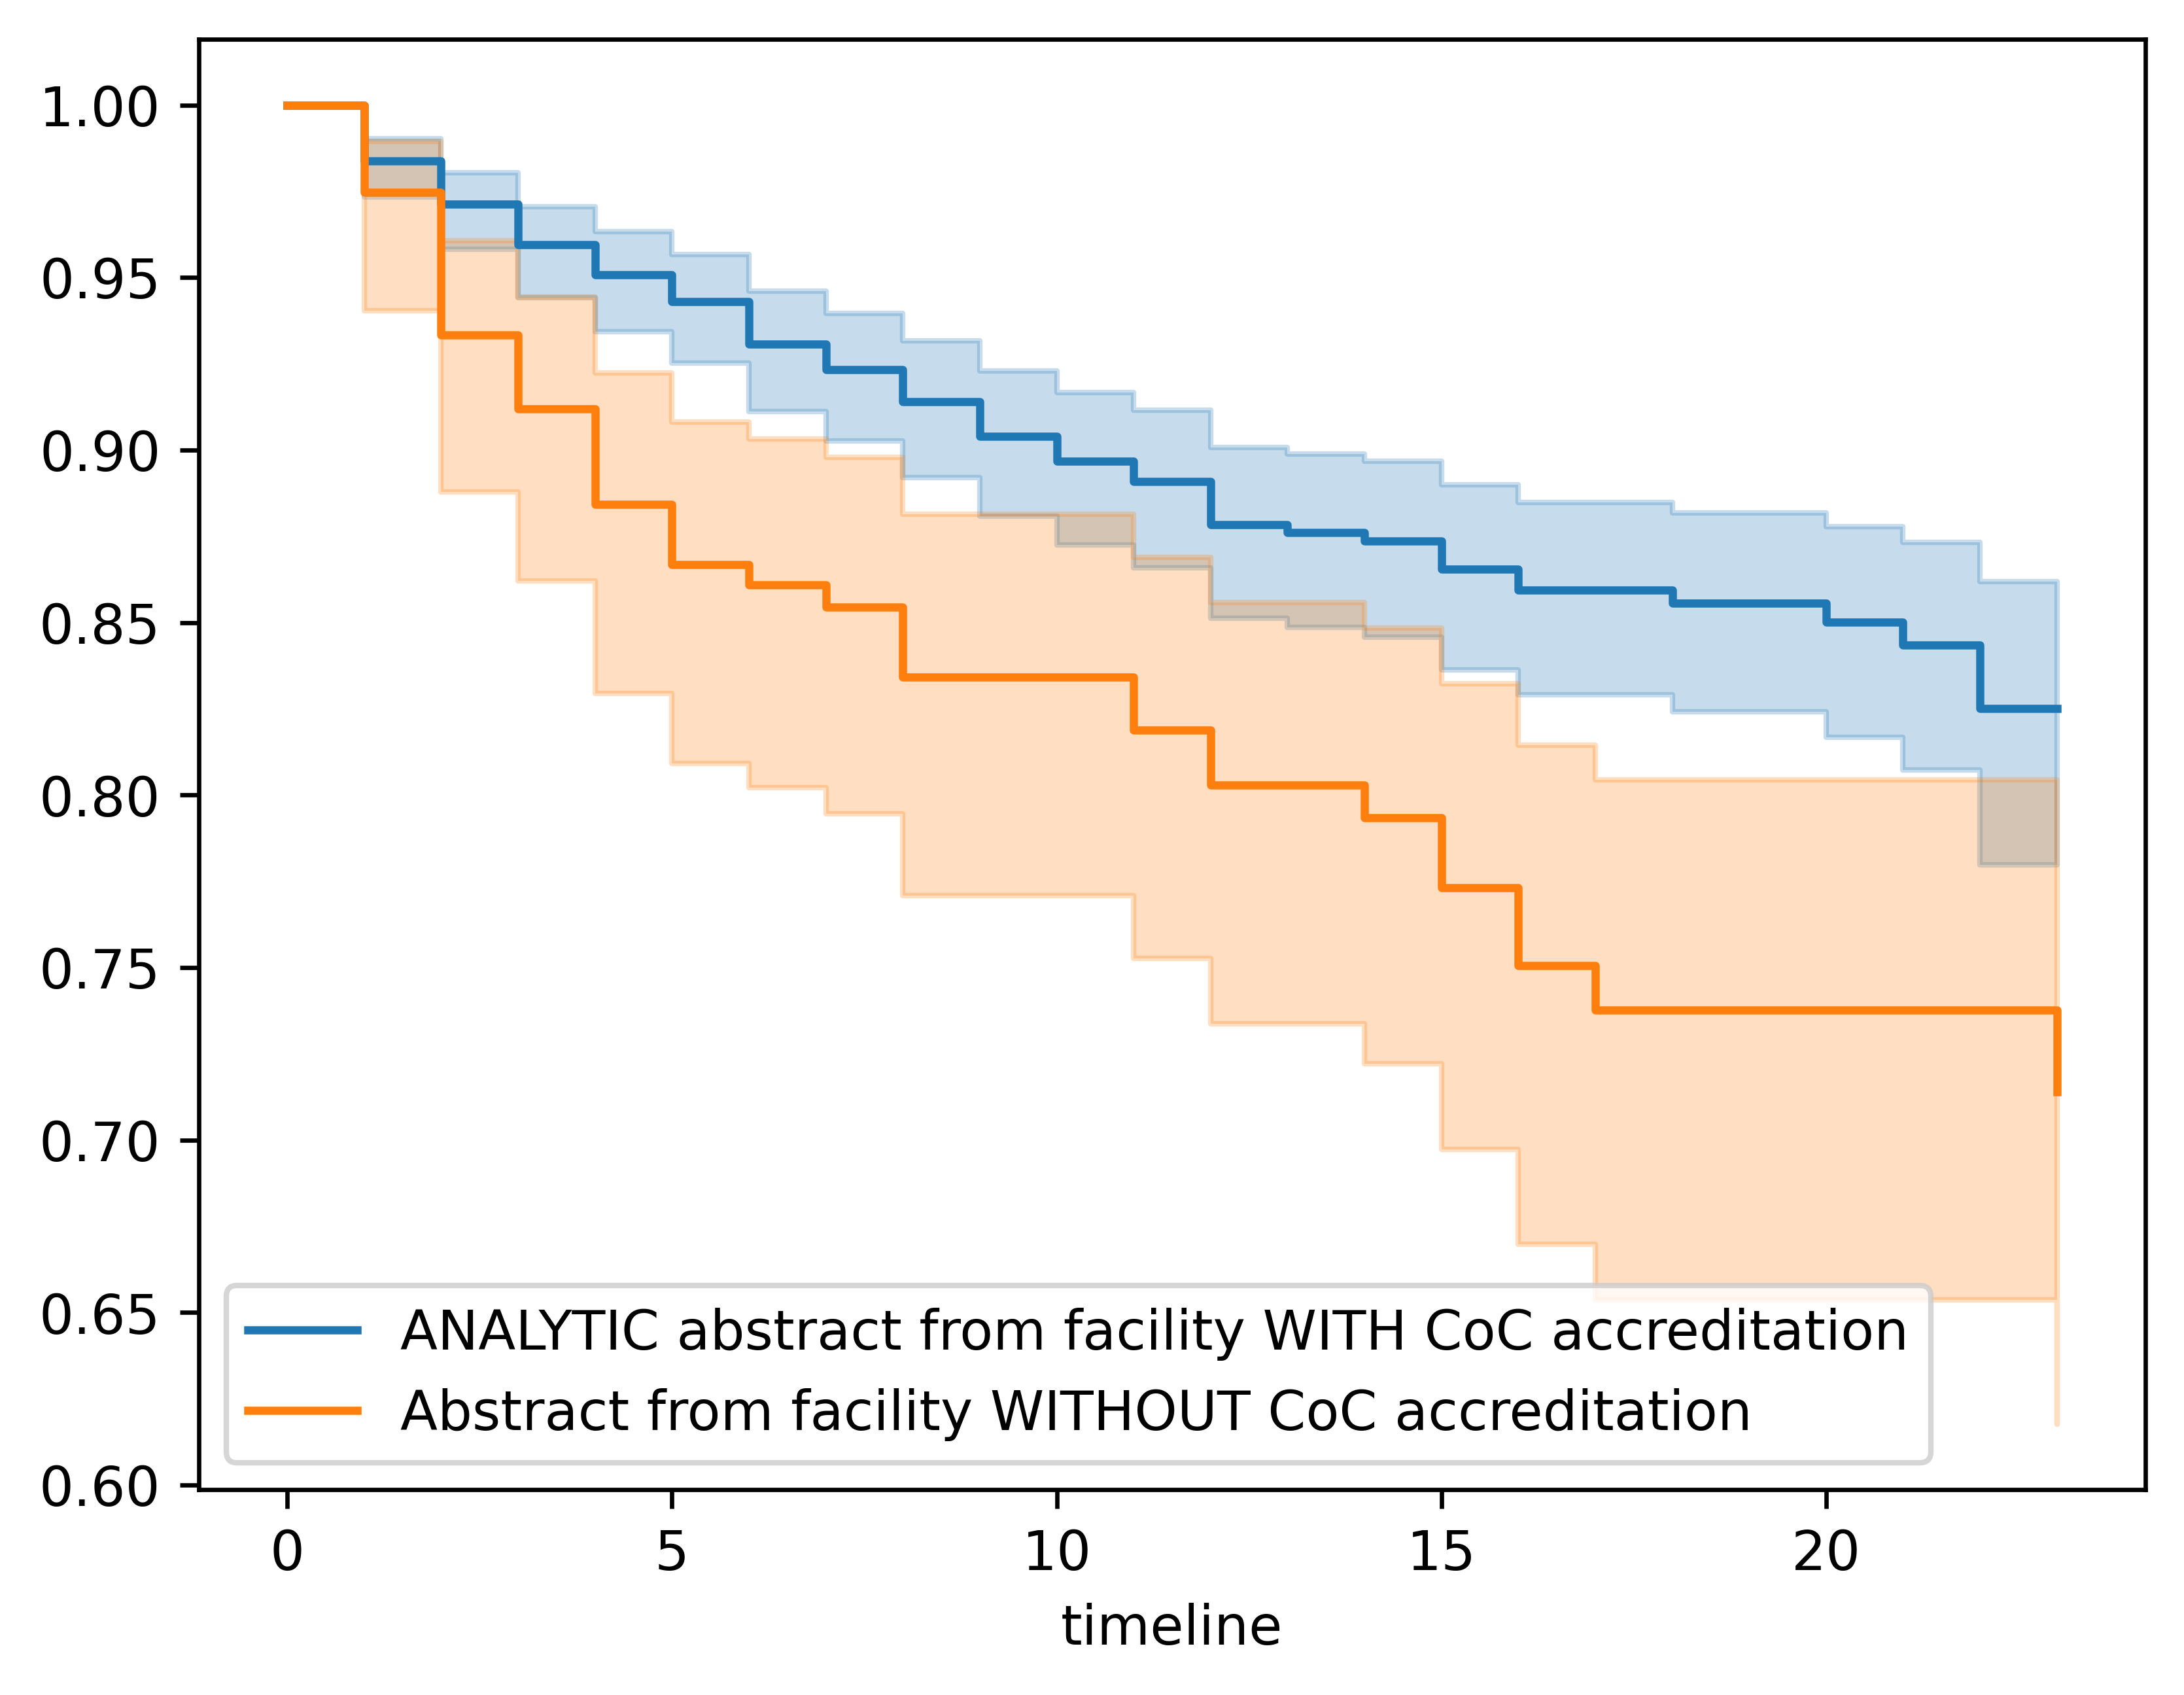 1.00
0.95
0.90
0.85
0.80
0.75
0.70
0.65
0.60
ANALYTIC abstract from facility WITH CoC accreditation
Abstract from facility WITHOUT CoC accreditation
0 5 10 15 20
timeline